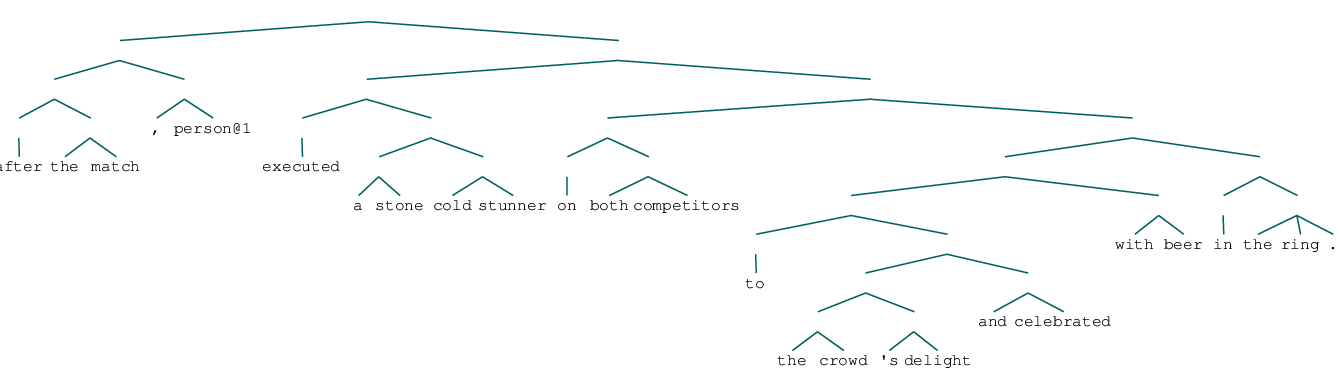 , person@1
after the match executed
a stone cold stunner on both competitors
with beer in the ring .
to
and celebrated
the crowd 's delight